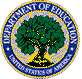 DEPARTMENT OF EDUCATION
UNITED STATES OF AMERICA